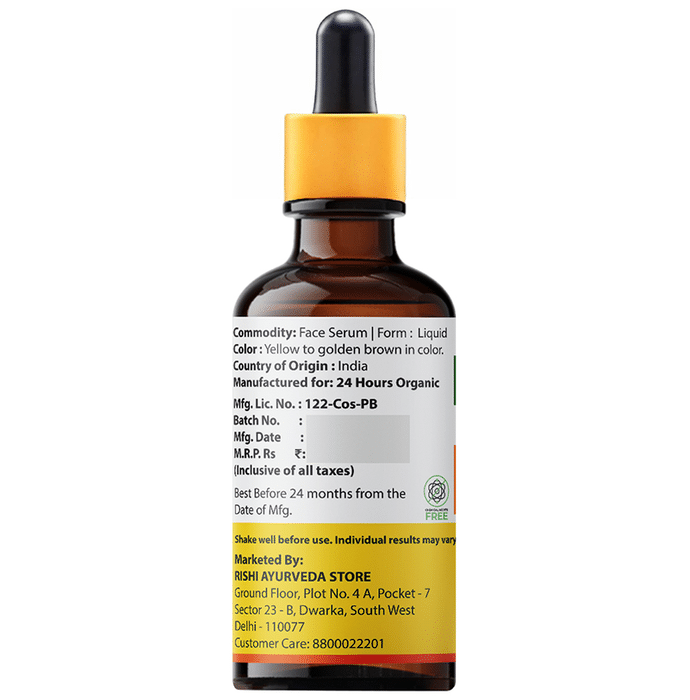 Commodity: Face Serum | Form : Liquid
Color : Yellow to golden brown in color.
Country of Origin : India
Manufactured for: 24 Hours Organic
Mfg. Lic. No. : 122-Cos-PB
Batch No. :
Mfg. Date :
M.R.P. Rs ₹:
(Inclusive of all taxes)
Best Before 24 months from the
Date of Mfg.
FREE
Shake well before use. Individual results may vary
Marketed By:
RISHI AYURVEDA STORE
Ground Floor, Plot No. 4 A, Pocket - 7
Sector 23 - B, Dwarka, South West
Delhi - 110077
Customer Care: 8800022201